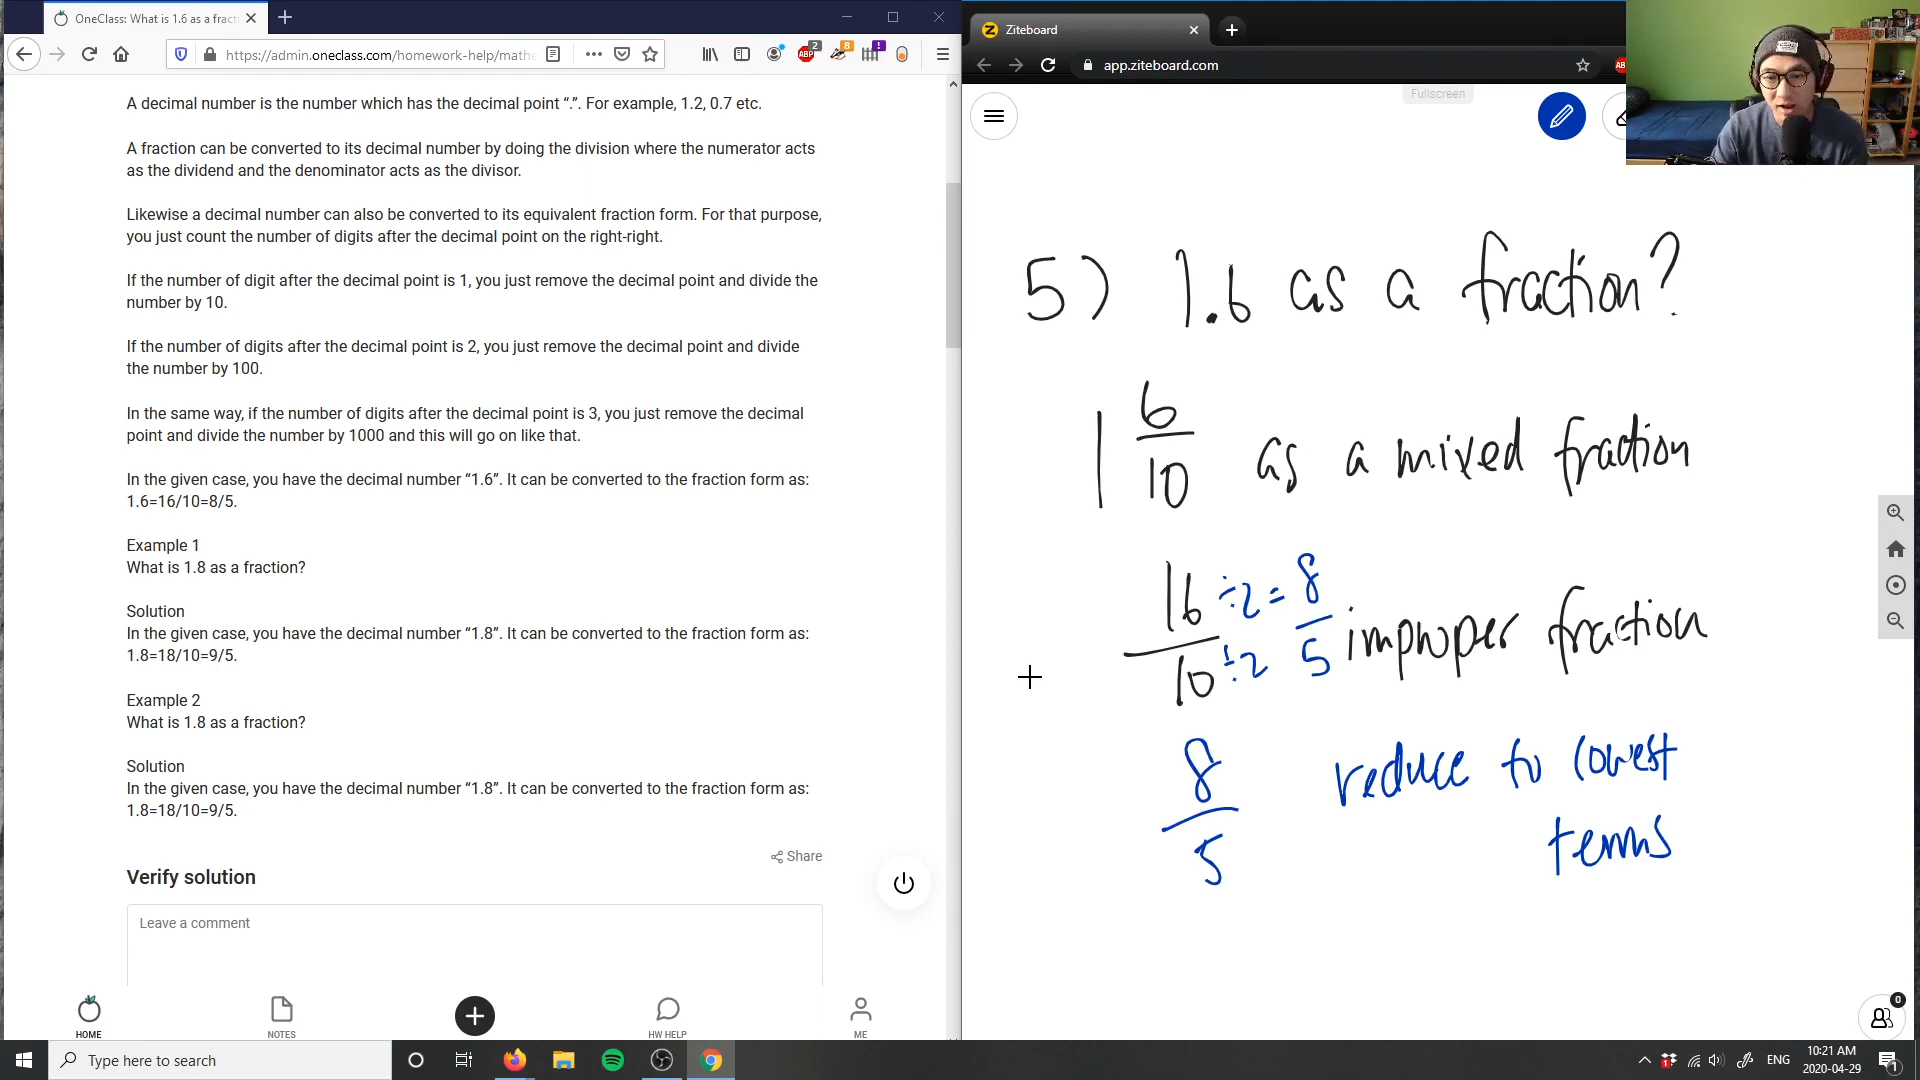 OneClass: What is 1.6 as a fract
https://admin.oneclass.com/homework-help/mathe
ABP
2
8
!
A decimal number is the number which has the decimal point “.”. For example, 1.2, 0.7 etc.
A fraction can be converted to its decimal number by doing the division where the numerator acts
as the dividend and the denominator acts as the divisor.
Likewise a decimal number can also be converted to its equivalent fraction form. For that purpose,
you just count the number of digits after the decimal point on the right-right.
If the number of digit after the decimal point is 1, you just remove the decimal point and divide the
number by 10.
If the number of digits after the decimal point is 2, you just remove the decimal point and divide
the number by 100.
In the same way, if the number of digits after the decimal point is 3, you just remove the decimal
point and divide the number by 1000 and this will go on like that.
In the given case, you have the decimal number “1.6”. It can be converted to the fraction form as:
1.6=16/10=8/5.
Example 1
What is 1.8 as a fraction?
Solution
In the given case, you have the decimal number “1.8”. It can be converted to the fraction form as:
1.8=18/10=9/5.
Example 2
What is 1.8 as a fraction?
Solution
In the given case, you have the decimal number “1.8”. It can be converted to the fraction form as:
1.8=18/10=9/5.
Share
Verify solution
Leave a comment
HOME
NOTES
HW HELP
ME
Ziteboard
app.ziteboard.com
AB
Fullscreen
5) 1.6 as a fraction?
1 6/10 as a mixed fraction
16/10 ÷2/÷2 = 8/5 improper fraction
8/5 reduce to lowest
terms
0
Type here to search
ENG
10:21 AM
2020-04-29
1